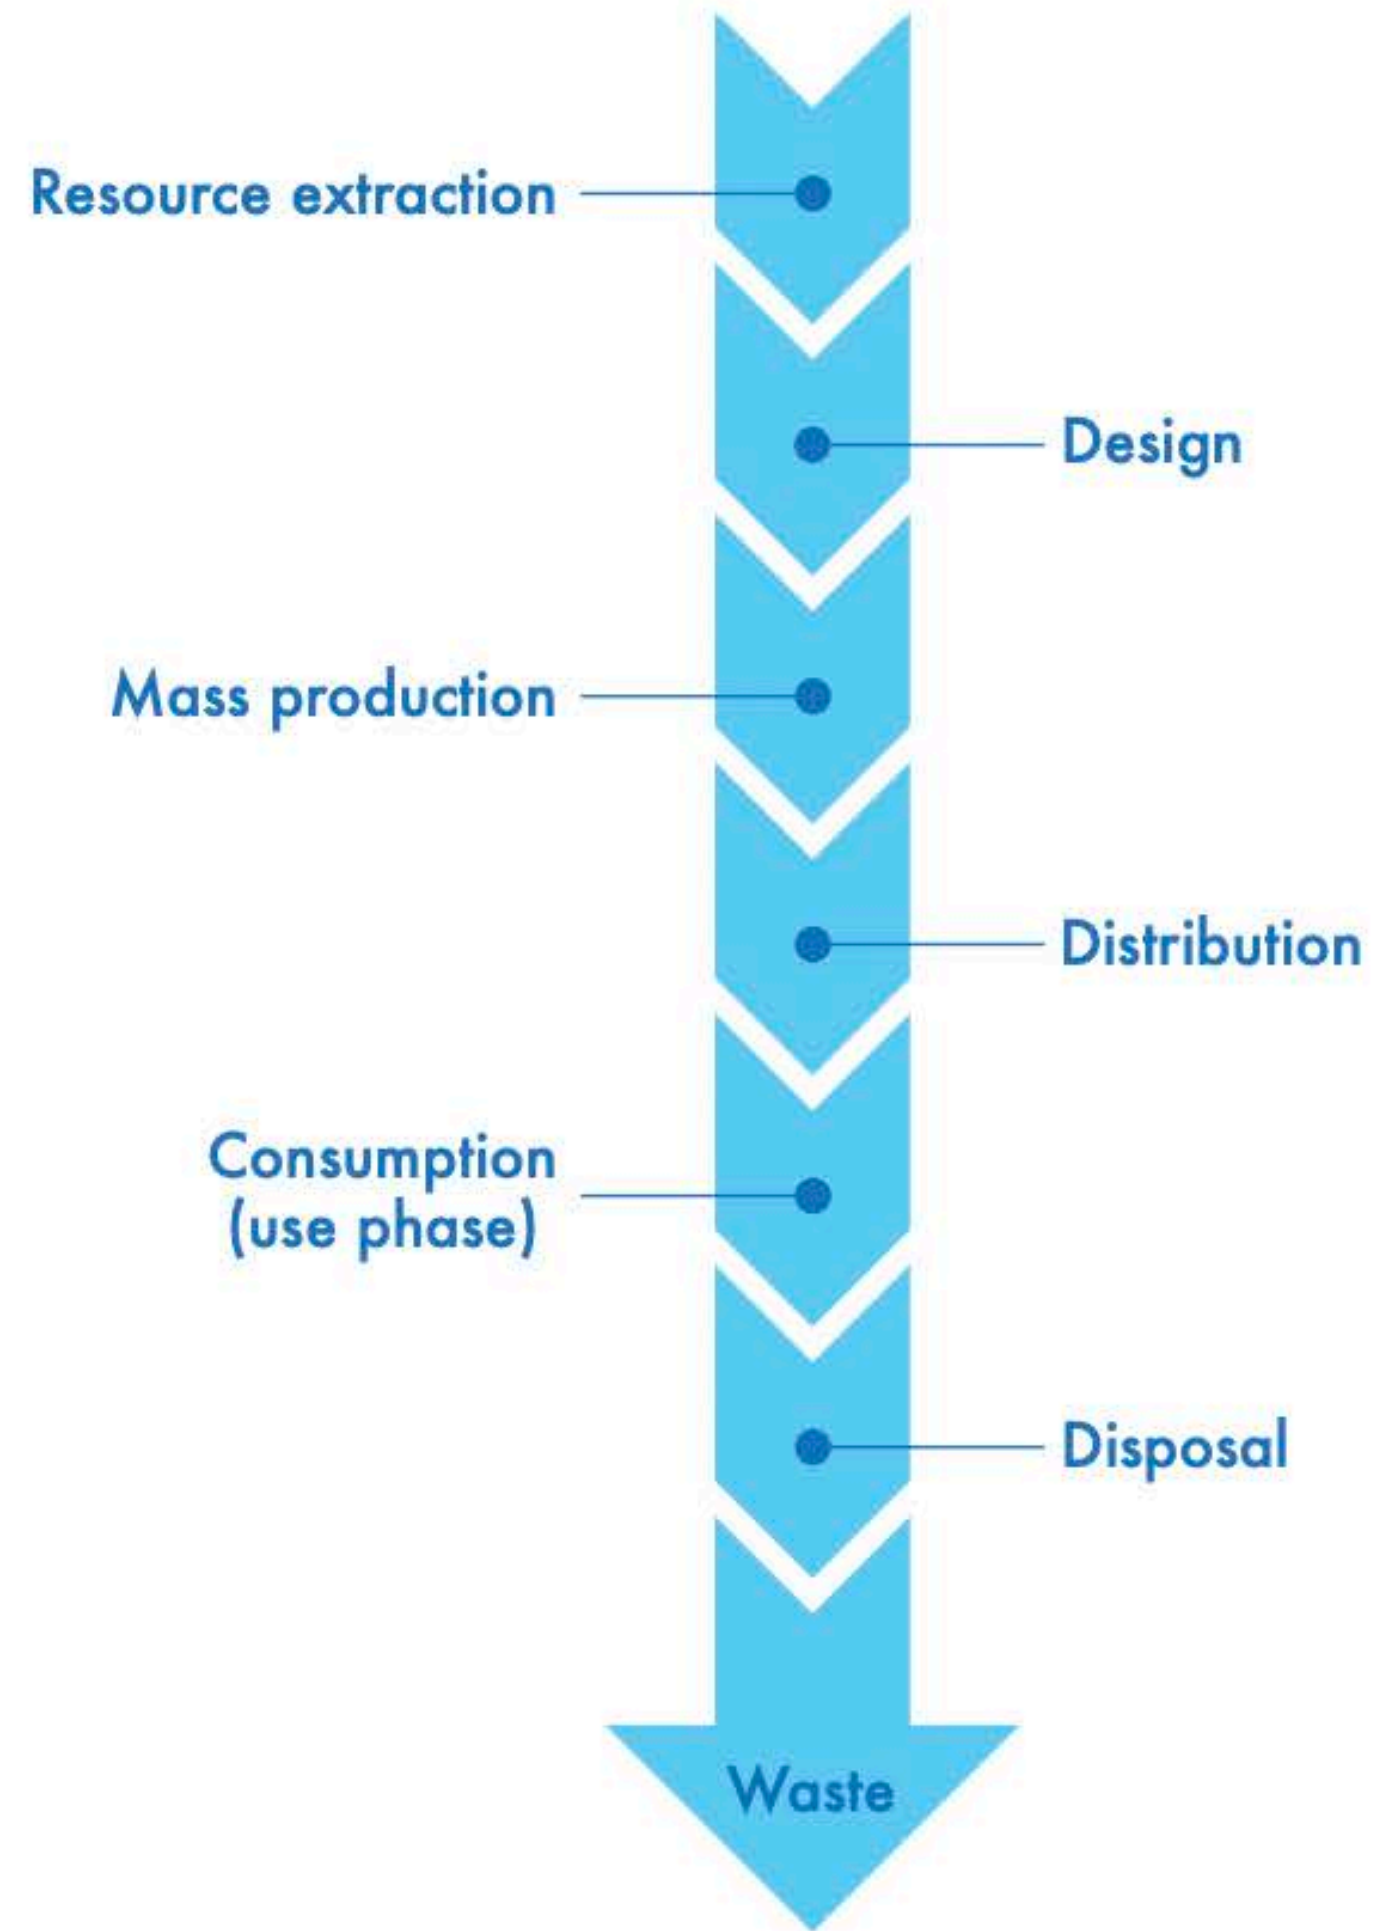 Resource extraction
Design
Mass production
Distribution
Consumption
(use phase)
Disposal
Waste